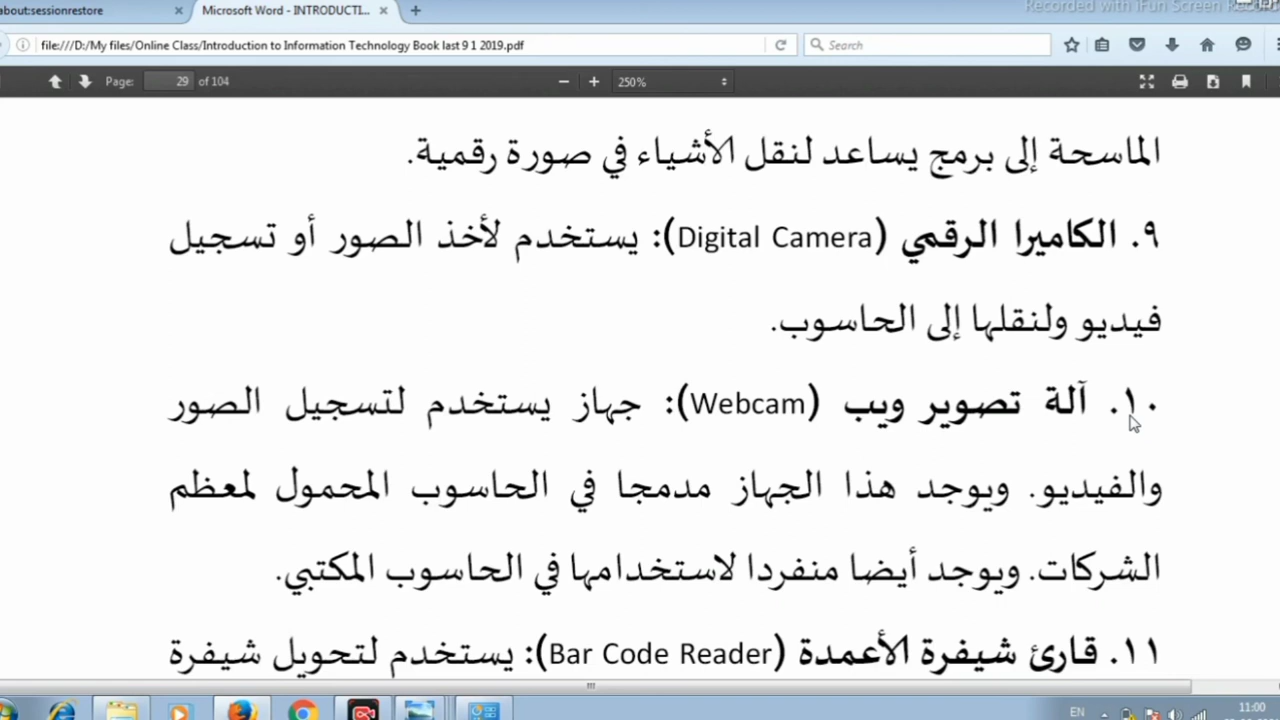 Recorded with iFun Screen
about:sessionrestore
Microsoft Word - INTRODUCTI...
file:///D:/My files/Online Class/Introduction to Information Technology Book last 9 1 2019.pdf
Search
Page: 29 of 104
250%
الماسحة إلى برمج يساعد لنقل الأشياء في صورة رقمية.
٩. الكاميرا الرقمي (Digital Camera): يستخدم لأخذ الصور أو تسجيل
فيديو ولنقلها إلى الحاسوب.
١٠. آلة تصوير ويب (Webcam): جهاز يستخدم لتسجيل الصور
والفيديو. ويوجد هذا الجهاز مدمجا في الحاسوب المحمول لمعظم
الشركات. ويوجد أيضا منفردا لاستخدامها في الحاسوب المكتبي.
١١. قارئ شيفرة الأعمدة (Bar Code Reader): يستخدم لتحويل شيفرة
EN
11:00